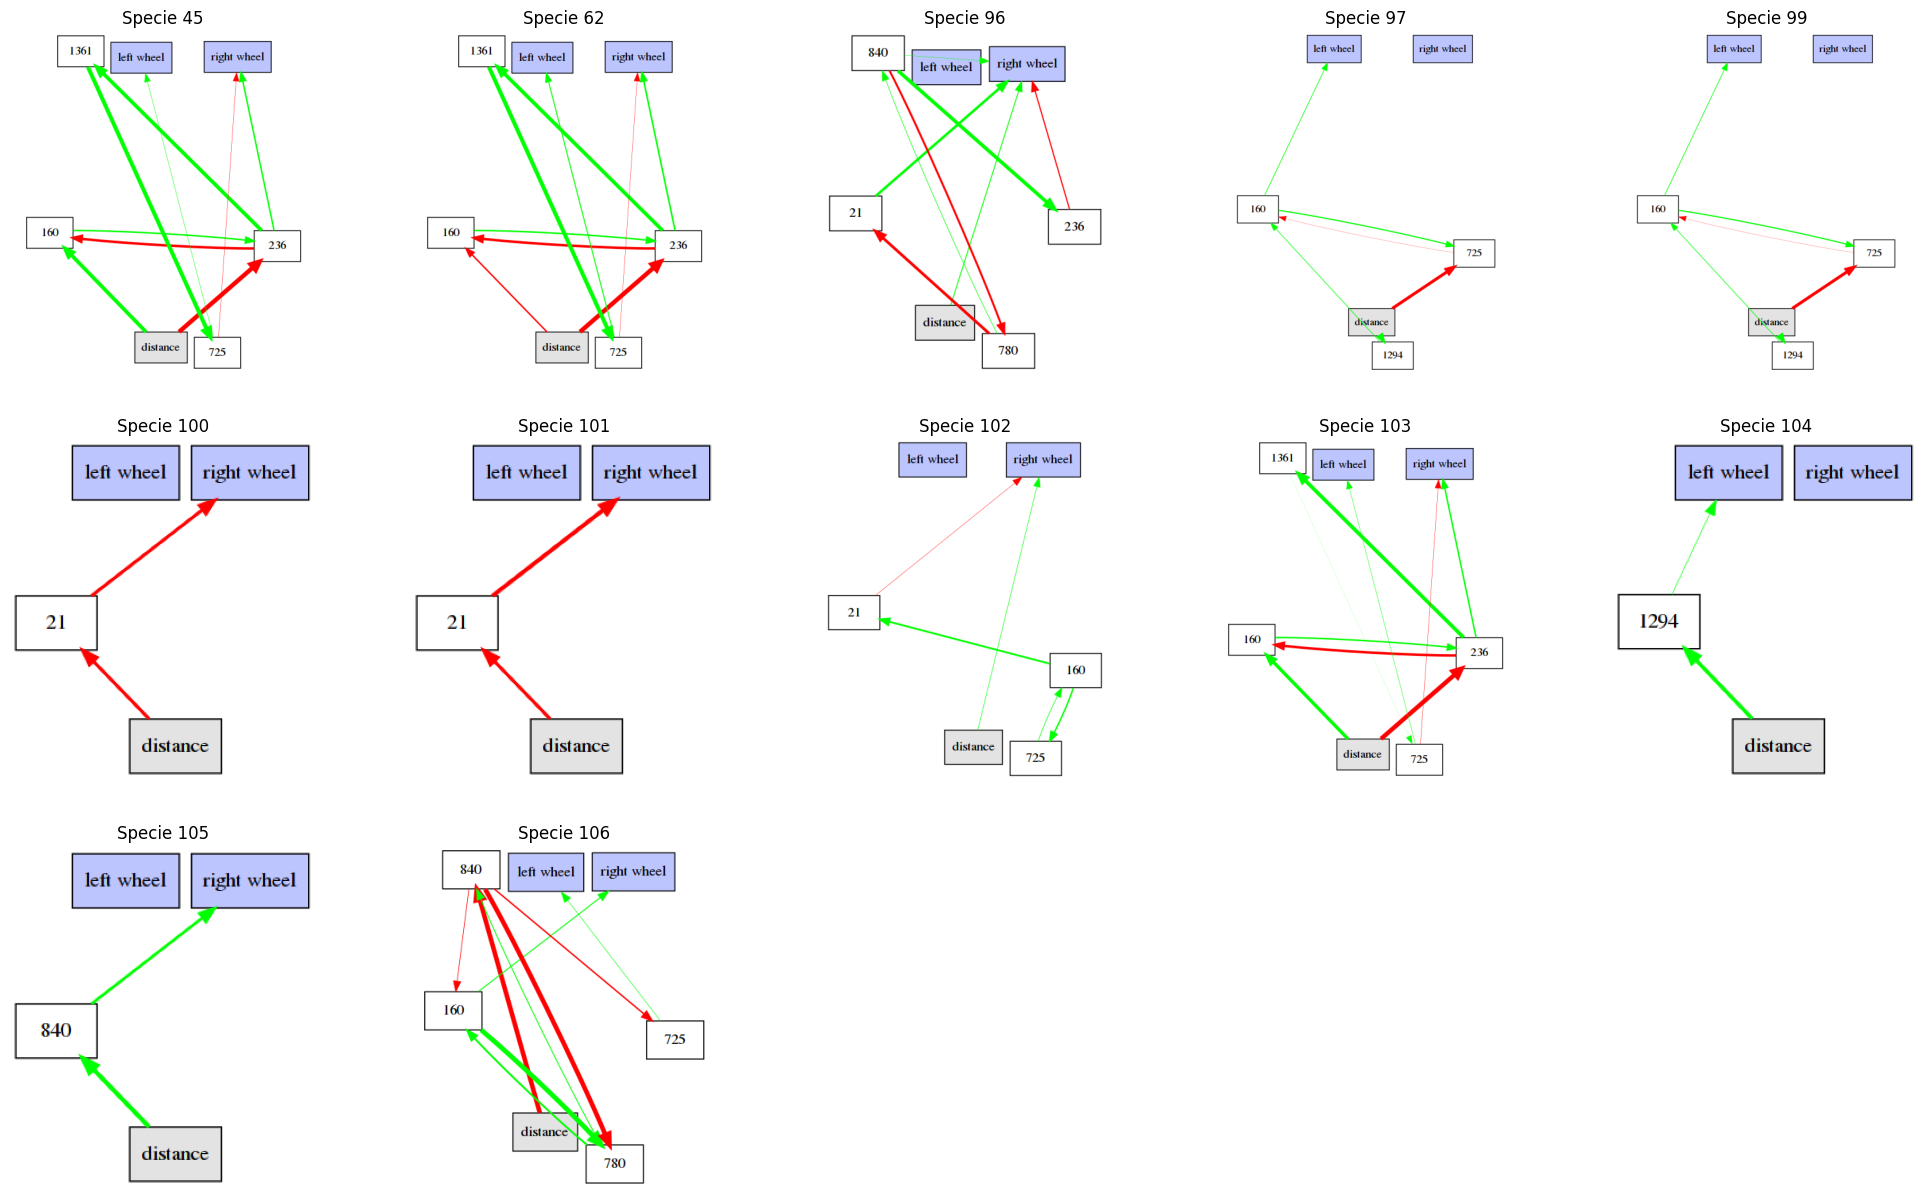 Specie 45
1361
left wheel
right wheel
160
236
distance
725
Specie 62
1361
left wheel
right wheel
160
236
distance
725
Specie 96
840
left wheel
right wheel
21
236
distance
780
Specie 97
left wheel
right wheel
160
725
distance
1294
Specie 99
left wheel
right wheel
160
725
distance
1294
Specie 100
left wheel
right wheel
21
distance
Specie 101
left wheel
right wheel
21
distance
Specie 102
left wheel
right wheel
21
160
distance
725
Specie 103
1361
left wheel
right wheel
160
236
distance
725
Specie 104
left wheel
right wheel
1294
distance
Specie 105
left wheel
right wheel
840
distance
Specie 106
840
left wheel
right wheel
160
725
distance
780